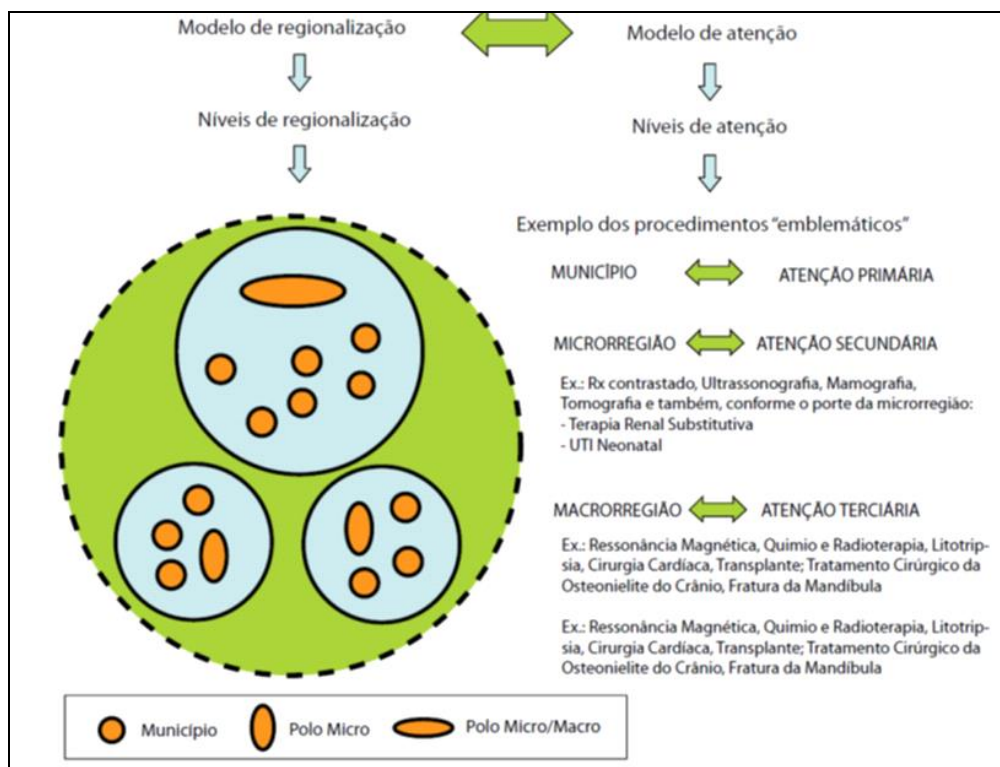 Modelo de regionalização
Modelo de atenção
Níveis de regionalização
Níveis de atenção
Exemplo dos procedimentos “emblemáticos”
MUNICÍPIO
ATENÇÃO PRIMÁRIA
MICRORREGIÃO
ATENÇÃO SECUNDÁRIA
Ex.: Rx contrastado, Ultrassonografia, Mamografia,
Tomografia e também, conforme o porte da microrregião:
- Terapia Renal Substitutiva
- UTI Neonatal
MACRORREGIÃO
ATENÇÃO TERCIÁRIA
Ex.: Ressonância Magnética, Quimio e Radioterapia, Litotrip-
sia, Cirurgia Cardíaca, Transplante; Tratamento Cirúrgico da
Osteonielite do Crânio, Fratura da Mandíbula
Ex.: Ressonância Magnética, Quimio e Radioterapia, Litotrip-
sia, Cirurgia Cardíaca, Transplante; Tratamento Cirúrgico da
Osteonielite do Crânio, Fratura da Mandíbula
Município
Polo Micro
Polo Micro/Macro